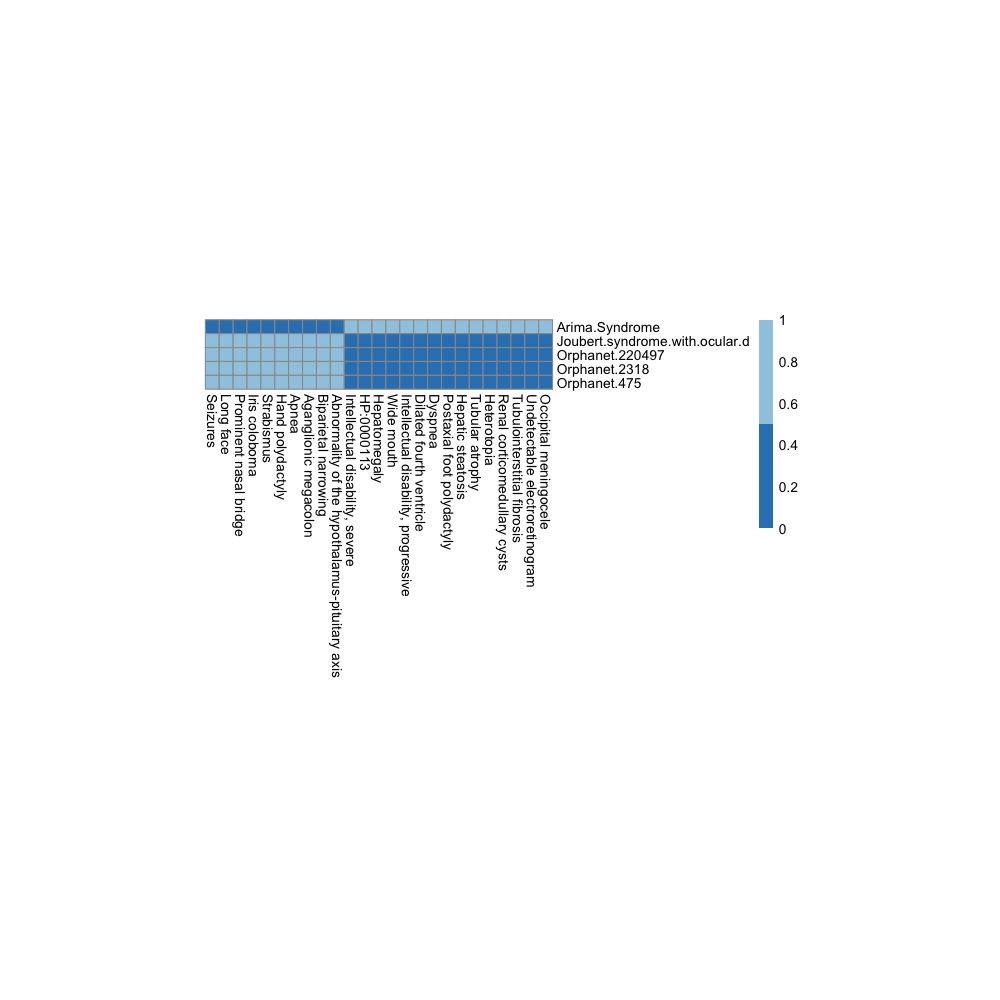 Arima.Syndrome
Joubert.syndrome.with.ocular.d
Orphanet.220497
Orphanet.2318
Orphanet.475
1
0.8
0.6
0.4
0.2
0
Seizures
Long face
Prominent nasal bridge
Iris coloboma
Strabismus
Hand polydactyly
Apnea
Aganglionic megacolon
Biparietal narrowing
Abnormality of the hypothalamus-pituitary axis
Intellectual disability, severe
HP:0000113
Hepatomegaly
Wide mouth
Intellectual disability, progressive
Dilated fourth ventricle
Dyspnea
Postaxial foot polydactyly
Hepatic steatosis
Tubular atrophy
Heterotopia
Renal corticomedullary cysts
Tubulointerstitial fibrosis
Undetectable electroretinogram
Occipital meningocele